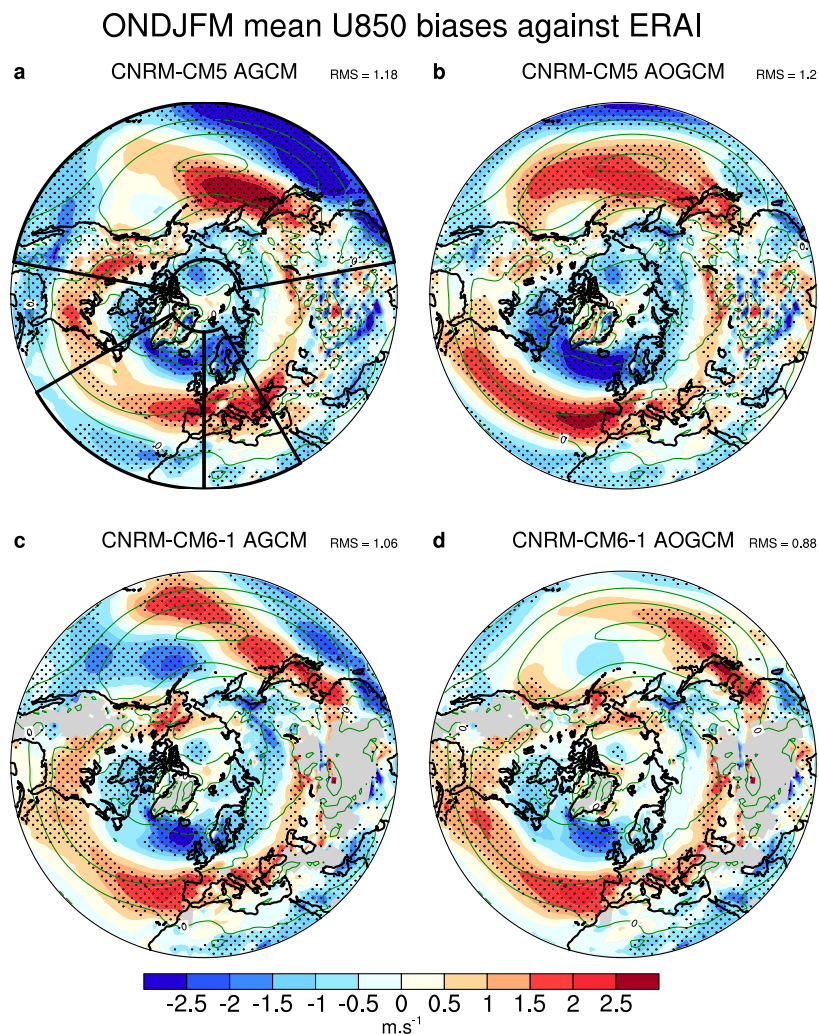 ONDJFM mean U850 biases against ERAI
a CNRM-CM5 AGCM RMS = 1.18
b CNRM-CM5 AOGCM RMS = 1.2
c CNRM-CM6-1 AGCM RMS = 1.06
d CNRM-CM6-1 AOGCM RMS = 0.88
-2.5 -2 -1.5 -1 -0.5 0 0.5 1 1.5 2 2.5
m.s⁻¹